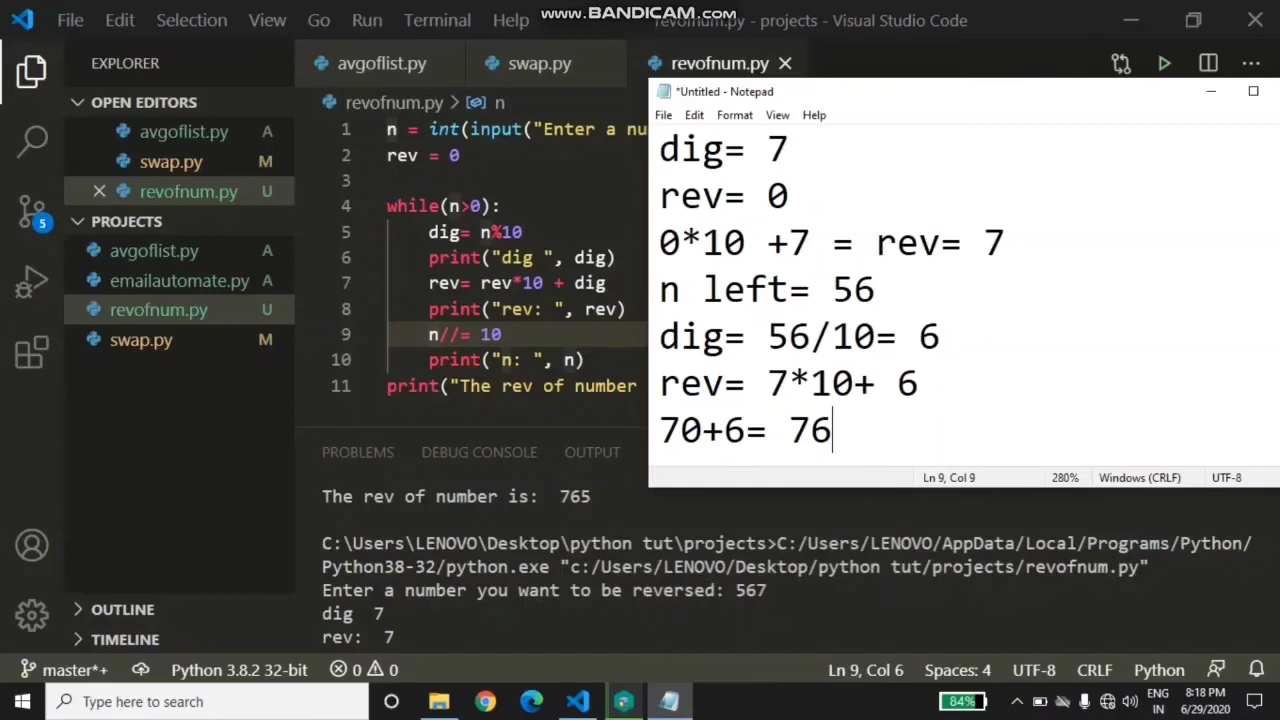 www.BANDICAM.com
File Edit Selection View Go Run Terminal Help revofnum.py - projects - Visual Studio Code
EXPLORER
avgoflist.py swap.py revofnum.py
OPEN EDITORS
avgoflist.py A
swap.py M
revofnum.py U
PROJECTS
avgoflist.py A
emailautomate.py A
revofnum.py U
swap.py M
OUTLINE
TIMELINE
5
revofnum.py > n
1 n = int(input("Enter a nu
2 rev = 0
3
4 while(n>0):
5 dig= n%10
6 print("dig ", dig)
7 rev= rev*10 + dig
8 print("rev: ", rev)
9 n//= 10
10 print("n: ", n)
11 print("The rev of number
*Untitled - Notepad
File Edit Format View Help
dig= 7
rev= 0
0*10 +7 = rev= 7
n left= 56
dig= 56/10= 6
rev= 7*10+ 6
70+6= 76
Ln 9, Col 9 280% Windows (CRLF) UTF-8
PROBLEMS DEBUG CONSOLE OUTPUT
The rev of number is:  765
C:\Users\LENOVO\Desktop\python tut\projects>C:/Users/LENOVO/AppData/Local/Programs/Python/
Python38-32/python.exe "c:/Users/LENOVO/Desktop/python tut/projects/revofnum.py"
Enter a number you want to be reversed: 567
dig  7
rev:  7
master*+ Python 3.8.2 32-bit 0 0 Ln 9, Col 6 Spaces: 4 UTF-8 CRLF Python
Type here to search 84% ENG IN 8:18 PM 6/29/2020